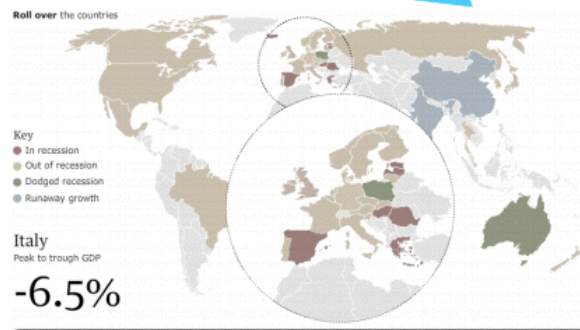 Roll over the countries
Key
In recession
Out of recession
Dodged recession
Runaway growth
Italy
Peak to trough GDP
-6.5%